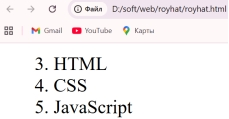 Файл D:/soft/web/royhat/royhat.html
Gmail YouTube Карты
3. HTML
4. CSS
5. JavaScript